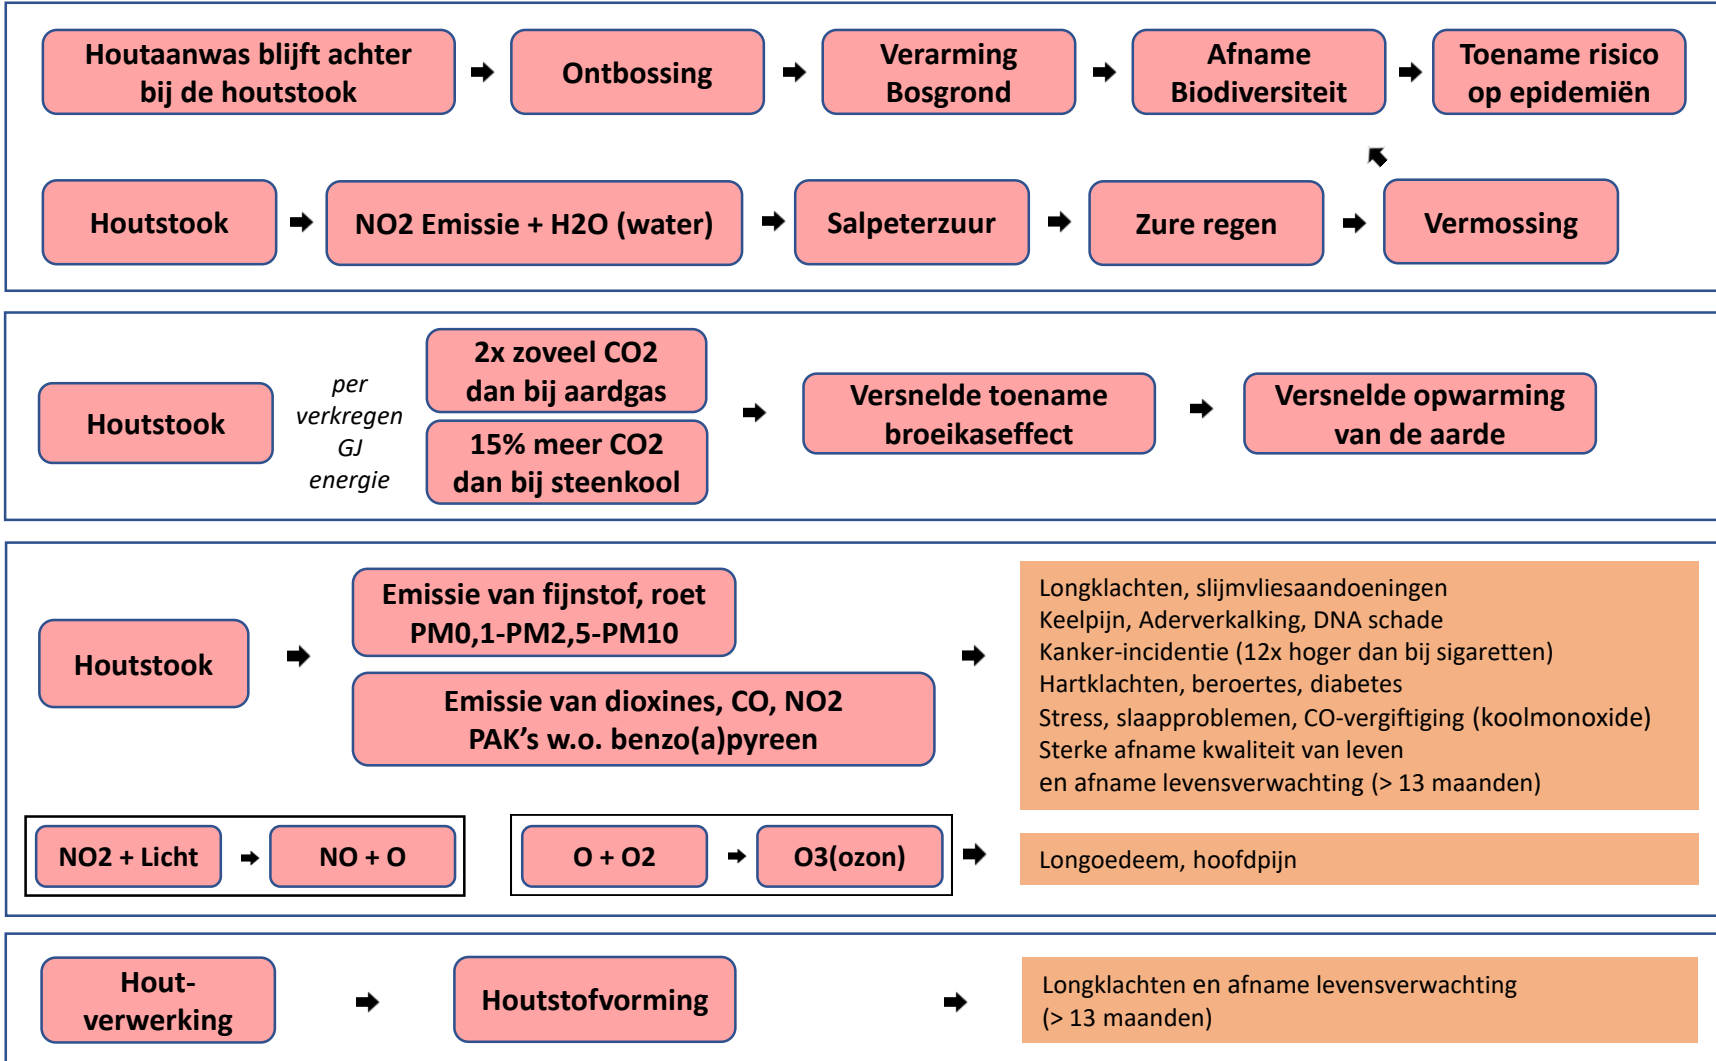 Houtaanwas blijft achter
bij de houtstook
Ontbossing
Verarming
Bosgrond
Afname
Biodiversiteit
Toename risico
op epidemiën
Houtstook
NO2 Emissie + H2O (water)
Salpeterzuur
Zure regen
Vermossing
Houtstook
per
verkregen
GJ
energie
2x zoveel CO2
dan bij aardgas
15% meer CO2
dan bij steenkool
Versnelde toename
broeikaseffect
Versnelde opwarming
van de aarde
Houtstook
Emissie van fijnstof, roet
PM0,1-PM2,5-PM10
Emissie van dioxines, CO, NO2
PAK’s w.o. benzo(a)pyreen
Longklachten, slijmvliesaandoeningen
Keelpijn, Aderverkalking, DNA schade
Kanker-incidentie (12x hoger dan bij sigaretten)
Hartklachten, beroertes, diabetes
Stress, slaapproblemen, CO-vergiftiging (koolmonoxide)
Sterke afname kwaliteit van leven
en afname levensverwachting (> 13 maanden)
NO2 + Licht
NO + O
O + O2
O3(ozon)
Longoedeem, hoofdpijn
Hout-
verwerking
Houtstofvorming
Longklachten en afname levensverwachting
(> 13 maanden)